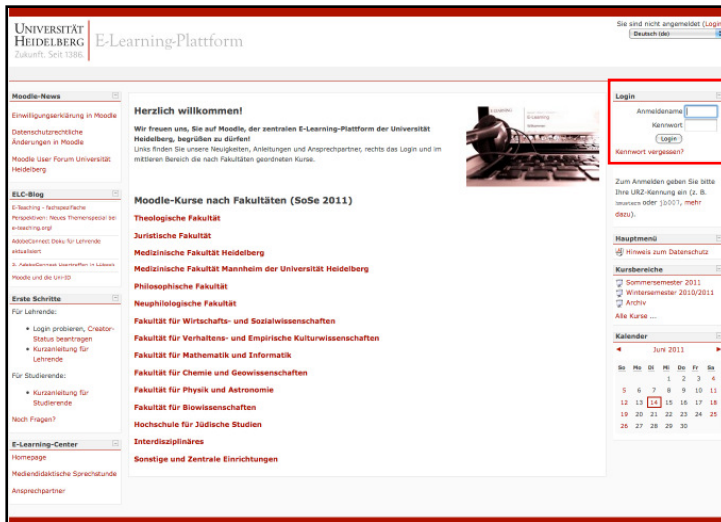 UNIVERSITÄT
HEIDELBERG
Zukunft. Seit 1386.
E-Learning-Plattform
Sie sind nicht angemeldet (Login
Deutsch (de)
Moodle-News
Einwilligungserklärung in Moodle
Datenschutzrechtliche
Änderungen in Moodle
Moodle User Forum Universität
Heidelberg
ELC-Blog
E-Teaching - fachspezifische
Perspektiven: Neues Themenspecial bei
e-teaching.org!
AdobeConnect Doku für Lehrende
aktualisiert
3. AdobeConnect Usertreffen in Lübeck
Moodle und die Uni-ID
Erste Schritte
Für Lehrende:
• Login probieren, Creator-
Status beantragen
• Kurzanleitung für
Lehrende
Für Studierende:
• Kurzanleitung für
Studierende
Noch Fragen?
E-Learning-Center
Homepage
Mediendidaktische Sprechstunde
Ansprechpartner
Herzlich willkommen!
Wir freuen uns, Sie auf Moodle, der zentralen E-Learning-Plattform der Universität
Heidelberg, begrüßen zu dürfen!
Links finden Sie unsere Neuigkeiten, Anleitungen und Ansprechpartner, rechts das Login und im
mittleren Bereich die nach Fakultäten geordneten Kurse.
E-Learning
Moodle-Kurse nach Fakultäten (SoSe 2011)
Theologische Fakultät
Juristische Fakultät
Medizinische Fakultät Heidelberg
Medizinische Fakultät Mannheim der Universität Heidelberg
Philosophische Fakultät
Neuphilologische Fakultät
Fakultät für Wirtschafts- und Sozialwissenschaften
Fakultät für Verhaltens- und Empirische Kulturwissenschaften
Fakultät für Mathematik und Informatik
Fakultät für Chemie und Geowissenschaften
Fakultät für Physik und Astronomie
Fakultät für Biowissenschaften
Hochschule für Jüdische Studien
Interdisziplinäres
Sonstige und Zentrale Einrichtungen
Login
Anmeldename
Kennwort
Login
Kennwort vergessen?
Zum Anmelden geben Sie bitte
Ihre URZ-Kennung ein (z. B.
oder jb007, mehr
dazu).
Hauptmenü
Hinweis zum Datenschutz
Kursbereiche
Sommersemester 2011
Wintersemester 2010/2011
Archiv
Alle Kurse ...
Kalender
◄ Juni 2011 ►
So Mo Di Mi Do Fr Sa
1 2 3 4
5 6 7 8 9 10 11
12 13 14 15 16 17 18
19 20 21 22 23 24 25
26 27 28 29 30